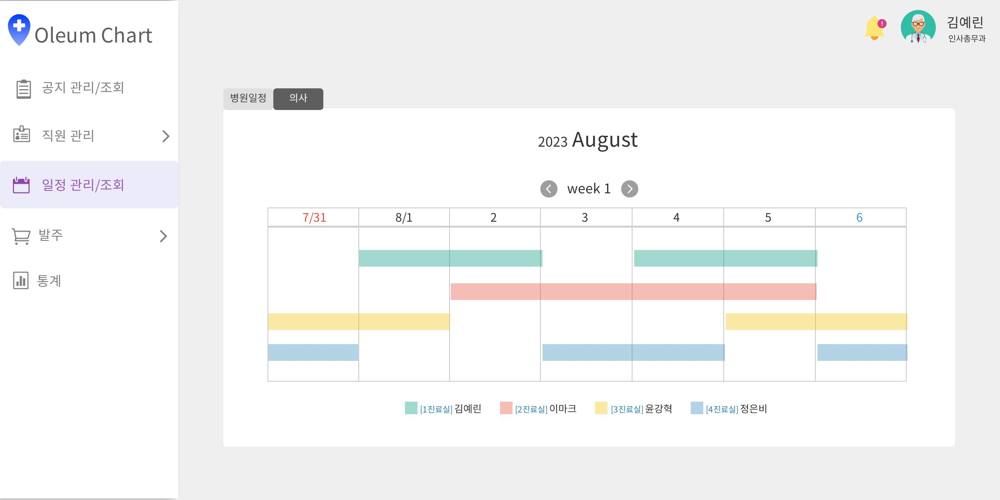 Oleum Chart
공지 관리/조회
직원 관리
일정 관리/조회
발주
통계
김예린
인사총무과
병원일정 의사
2023 August
week 1
7/31 8/1 2 3 4 5 6
[1진료실] 김예린 [2진료실] 이마크 [3진료실] 윤강혁 [4진료실] 정은비